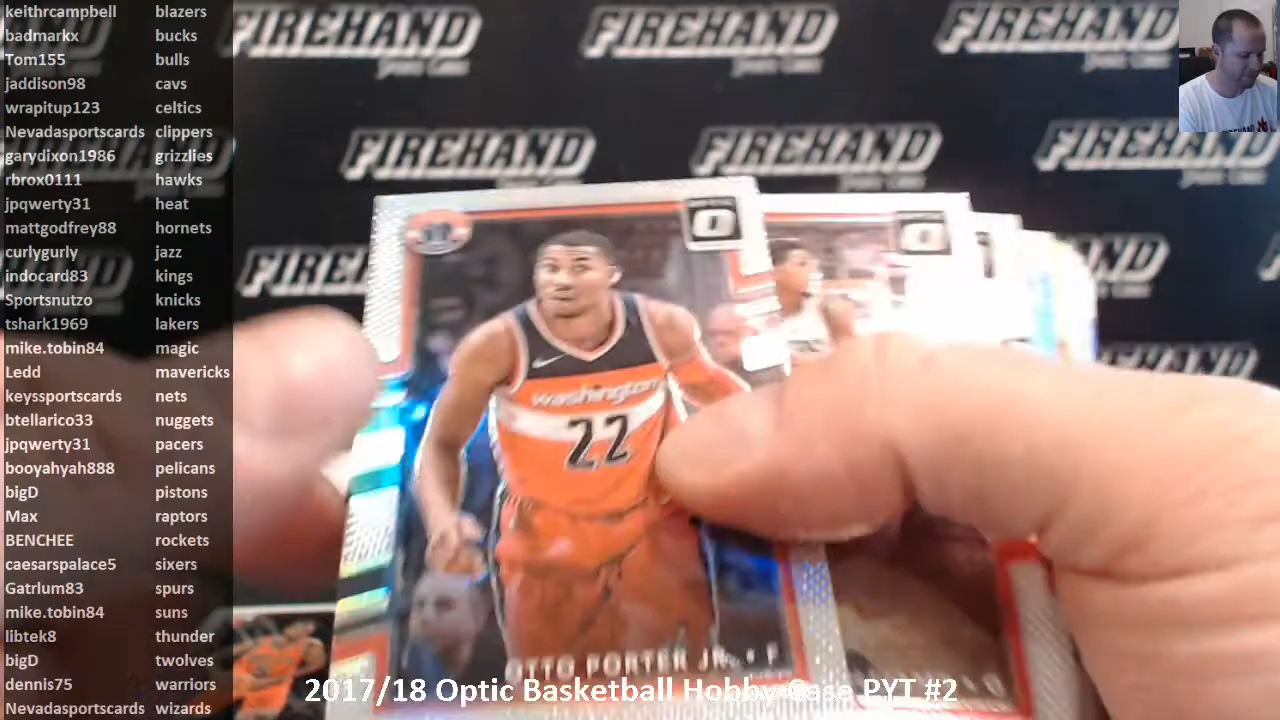 keithrcampbell blazers
badmarkx bucks
Tom155 bulls
jaddison98 cavs
wrapitup123 celtics
Nevadasportscards clippers
garydixon1986 grizzlies
rbrox0111 hawks
jpqwerty31 heat
mattgodfrey88 hornets
curlygurly jazz
indocard83 kings
Sportsnutzo knicks
tshark1969 lakers
mike.tobin84 magic
Ledd mavericks
keyssportscards nets
btellarico33 nuggets
jpqwerty31 pacers
booyahyah888 pelicans
bigD pistons
Max raptors
BENCHEE rockets
caesarspalace5 sixers
Gatrlum83 spurs
mike.tobin84 suns
libtek8 thunder
bigD twolves
dennis75 warriors
Nevadasportscards wizards
FIREHAND FIREHAND FIREHAND
FIREHAND FIREHAND FIREHAND
FIREHAND
washington
22
OTTO PORTER JR. F
2017/18 Optic Basketball Hobby Case PYT #2